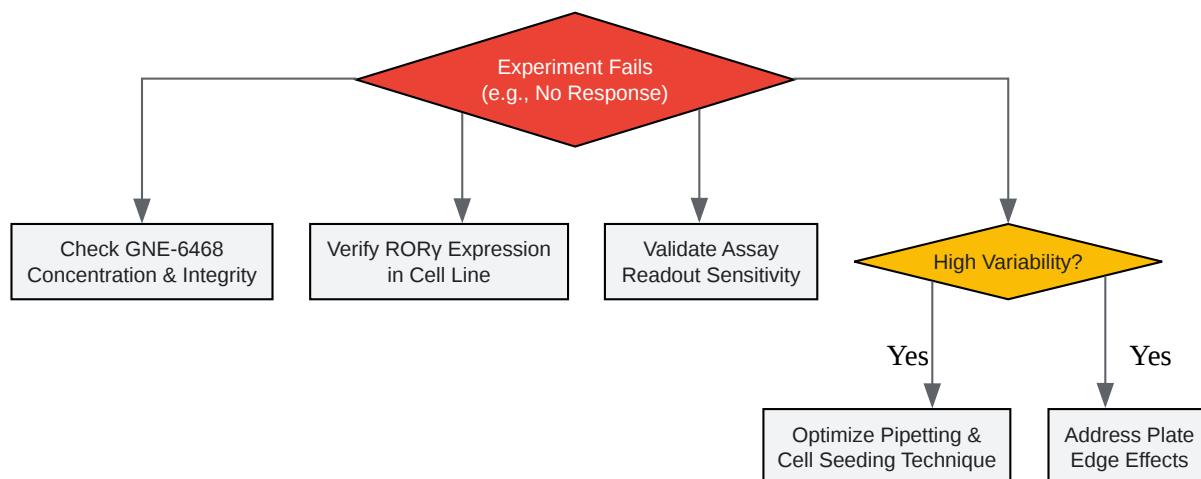 Experiment Fails
(e.g., No Response)
Check GNE-6468
Concentration & Integrity
Verify RORγ Expression
in Cell Line
Validate Assay
Readout Sensitivity
High Variability?
Yes
Yes
Optimize Pipetting &
Cell Seeding Technique
Address Plate
Edge Effects